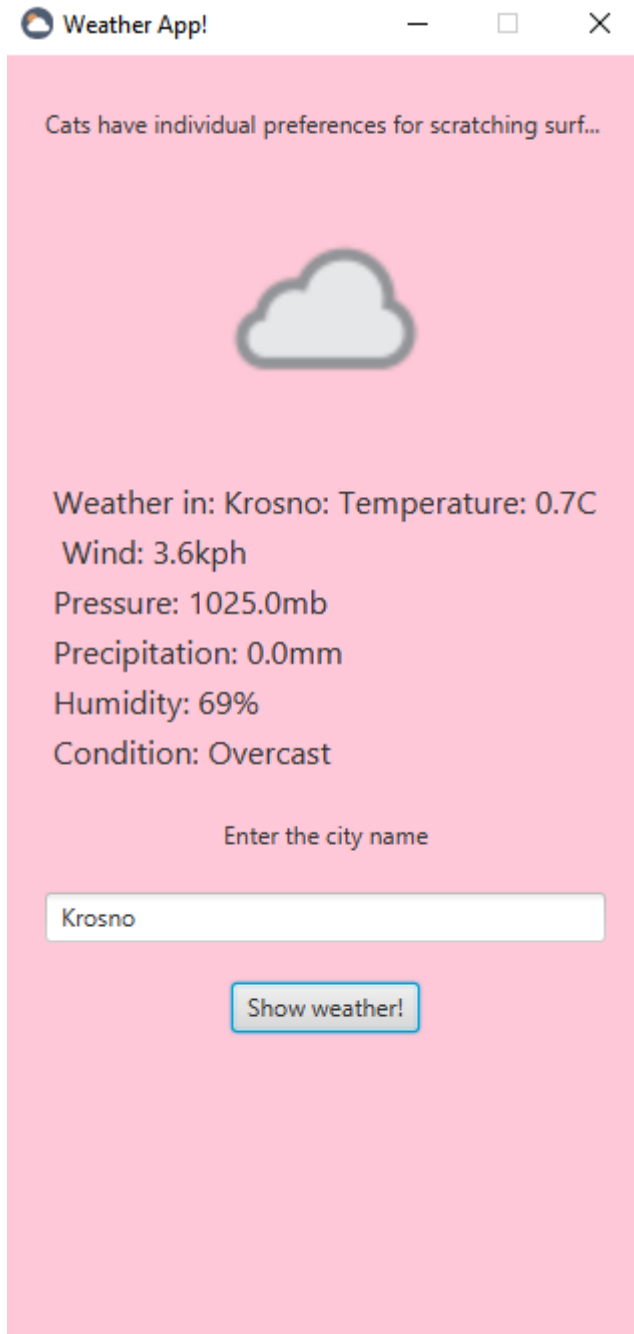 Weather App!
Cats have individual preferences for scratching surf...
Weather in: Krosno: Temperature: 0.7C
Wind: 3.6kph
Pressure: 1025.0mb
Precipitation: 0.0mm
Humidity: 69%
Condition: Overcast
Enter the city name
Krosno
Show weather!